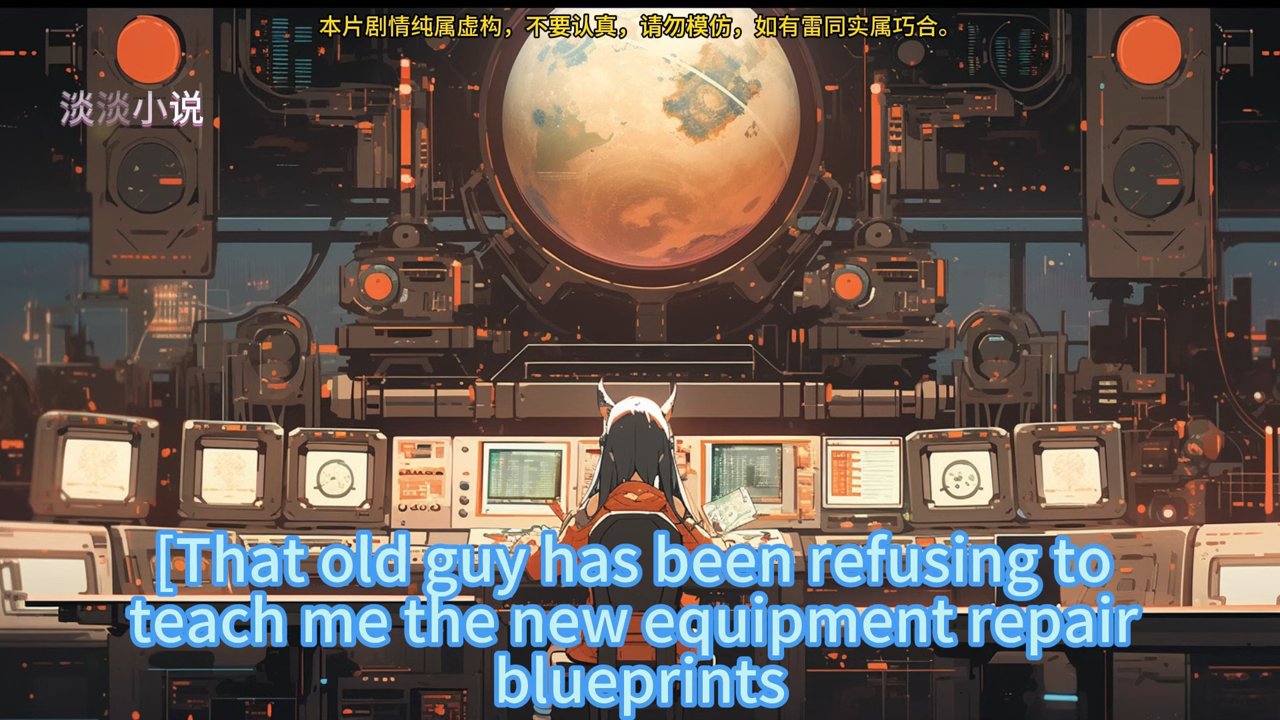 本片剧情纯属虚构，不要认真，请勿模仿，如有雷同实属巧合。
淡淡小说
[That old guy has been refusing to
teach me the new equipment repair
blueprints